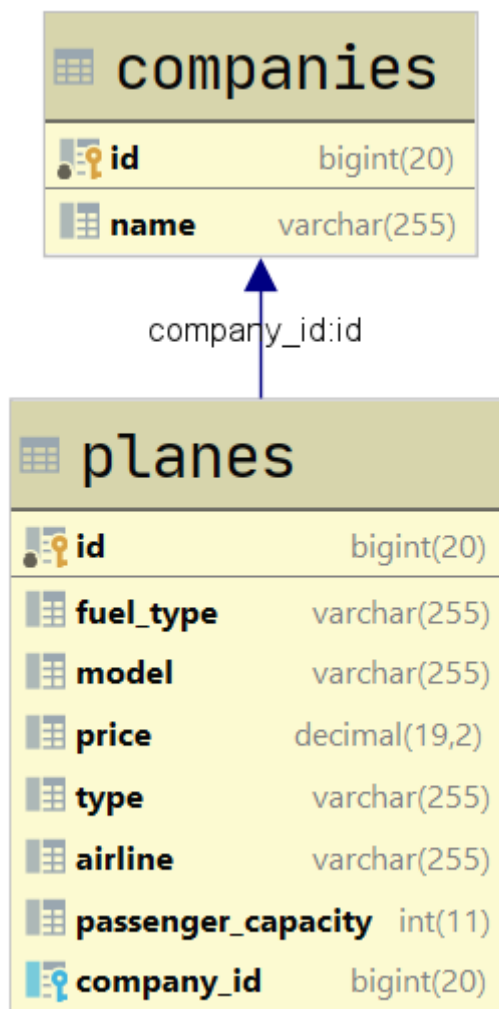 companies
id bigint(20)
name varchar(255)
company_id:id
planes
id bigint(20)
fuel_type varchar(255)
model varchar(255)
price decimal(19,2)
type varchar(255)
airline varchar(255)
passenger_capacity int(11)
company_id bigint(20)